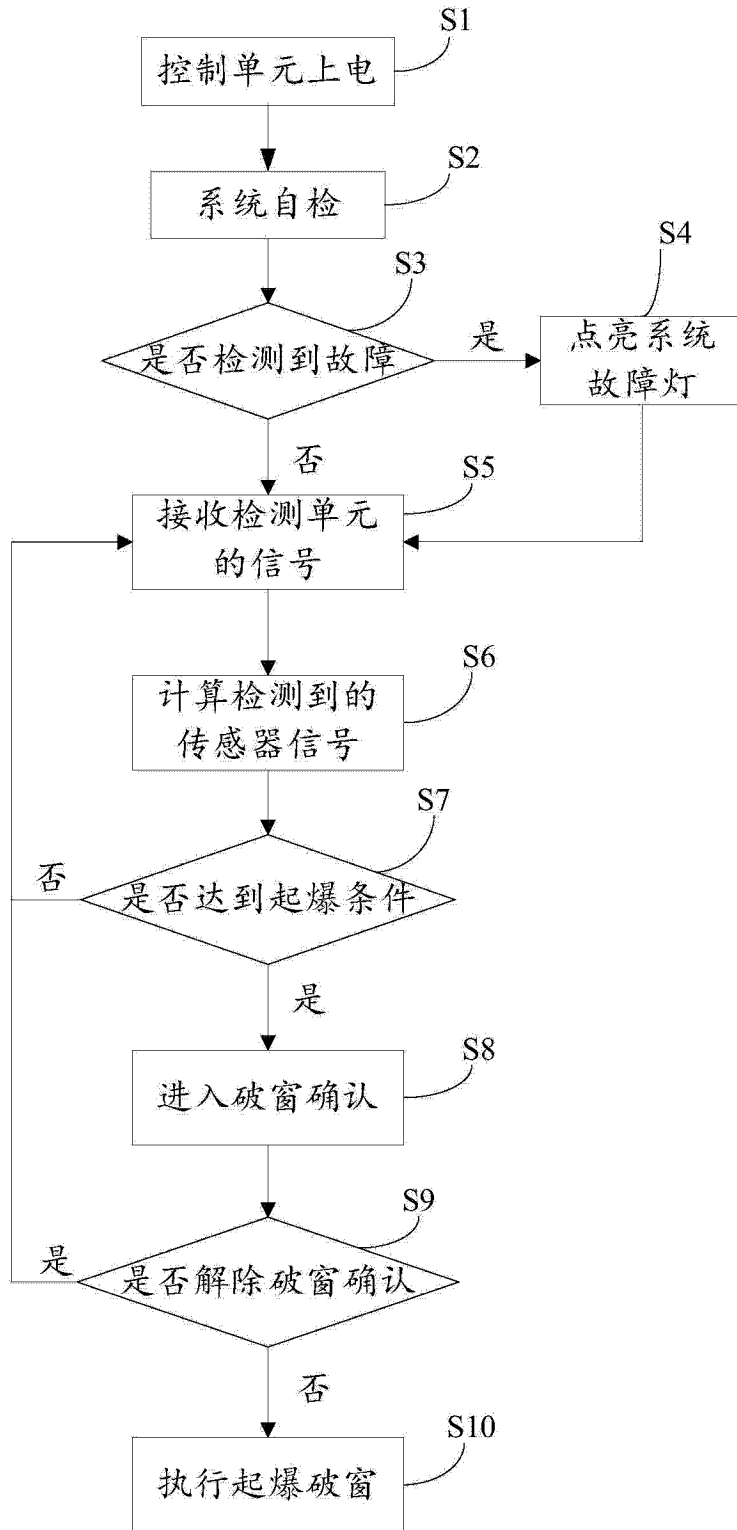 S1
控制单元上电
S2
系统自检
S3
是否检测到故障
是
S4
点亮系统
故障灯
否
S5
接收检测单元
的信号
S6
计算检测到的
传感器信号
S7
否
是否达到起爆条件
是
S8
进入破窗确认
S9
是
是否解除破窗确认
否
S10
执行起爆破窗